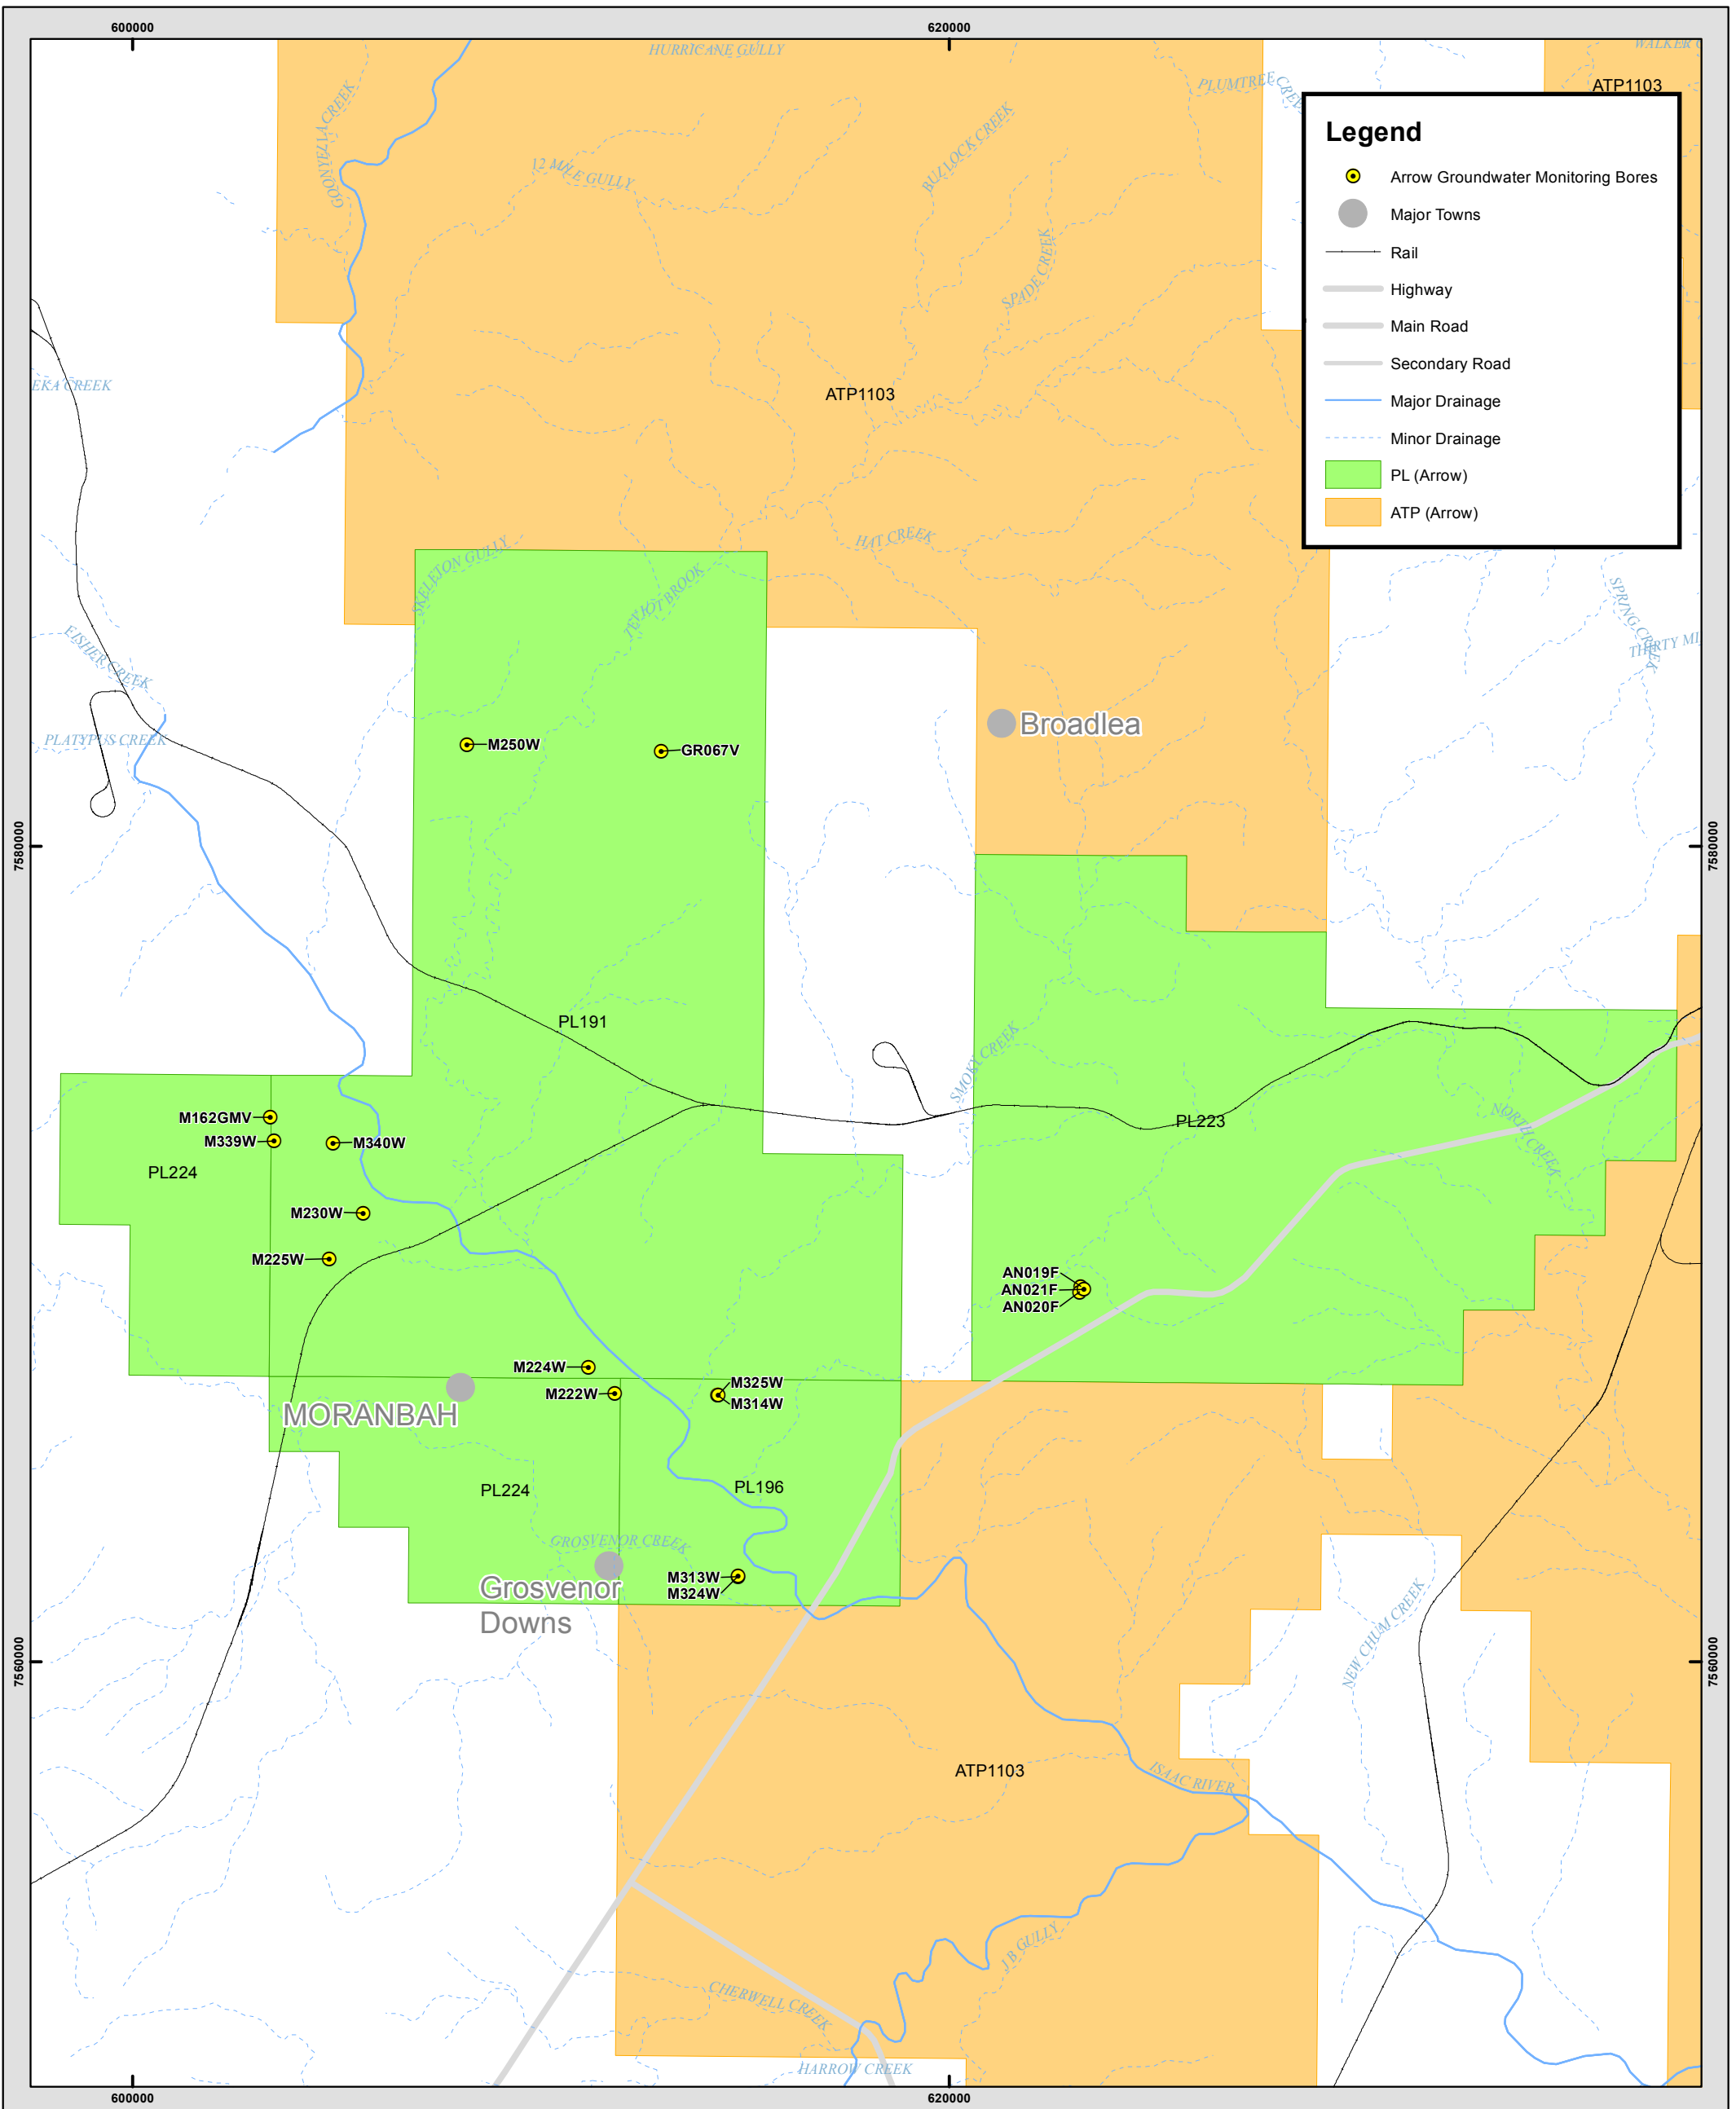 600000
620000
HURRICANE GULLY
WALKER C
ATP1103
PLUMTREE CREE
GOONYELLA CREEK
12 MILE GULLY
BULLOCK CREEK
SPADE CREEK
Legend
Arrow Groundwater Monitoring Bores
Major Towns
Rail
Highway
Main Road
Secondary Road
Major Drainage
Minor Drainage
PL (Arrow)
ATP (Arrow)
EKA CREEK
ATP1103
HAT CREEK
SKELETON GULLY
TEVIOT BROOK
SPRING CREEK
THIRTY MI
EISHER CREEK
PLATYPUS CREEK
Broadlea
M250W
GR067V
7580000
7580000
PL191
SMOKY CREEK
PL223
NORTH CREEK
M162GMV
M339W
M340W
PL224
M230W
M225W
AN019F
AN021F
AN020F
M224W
M222W
M325W
M314W
MORANBAH
PL224
PL196
GROSVENOR CREEK
Grosvenor
Downs
M313W
M324W
NEW CHUM CREEK
7560000
7560000
ATP1103
ISAAC RIVER
J B GULLY
CHERWELL CREEK
HARROW CREEK
600000
620000